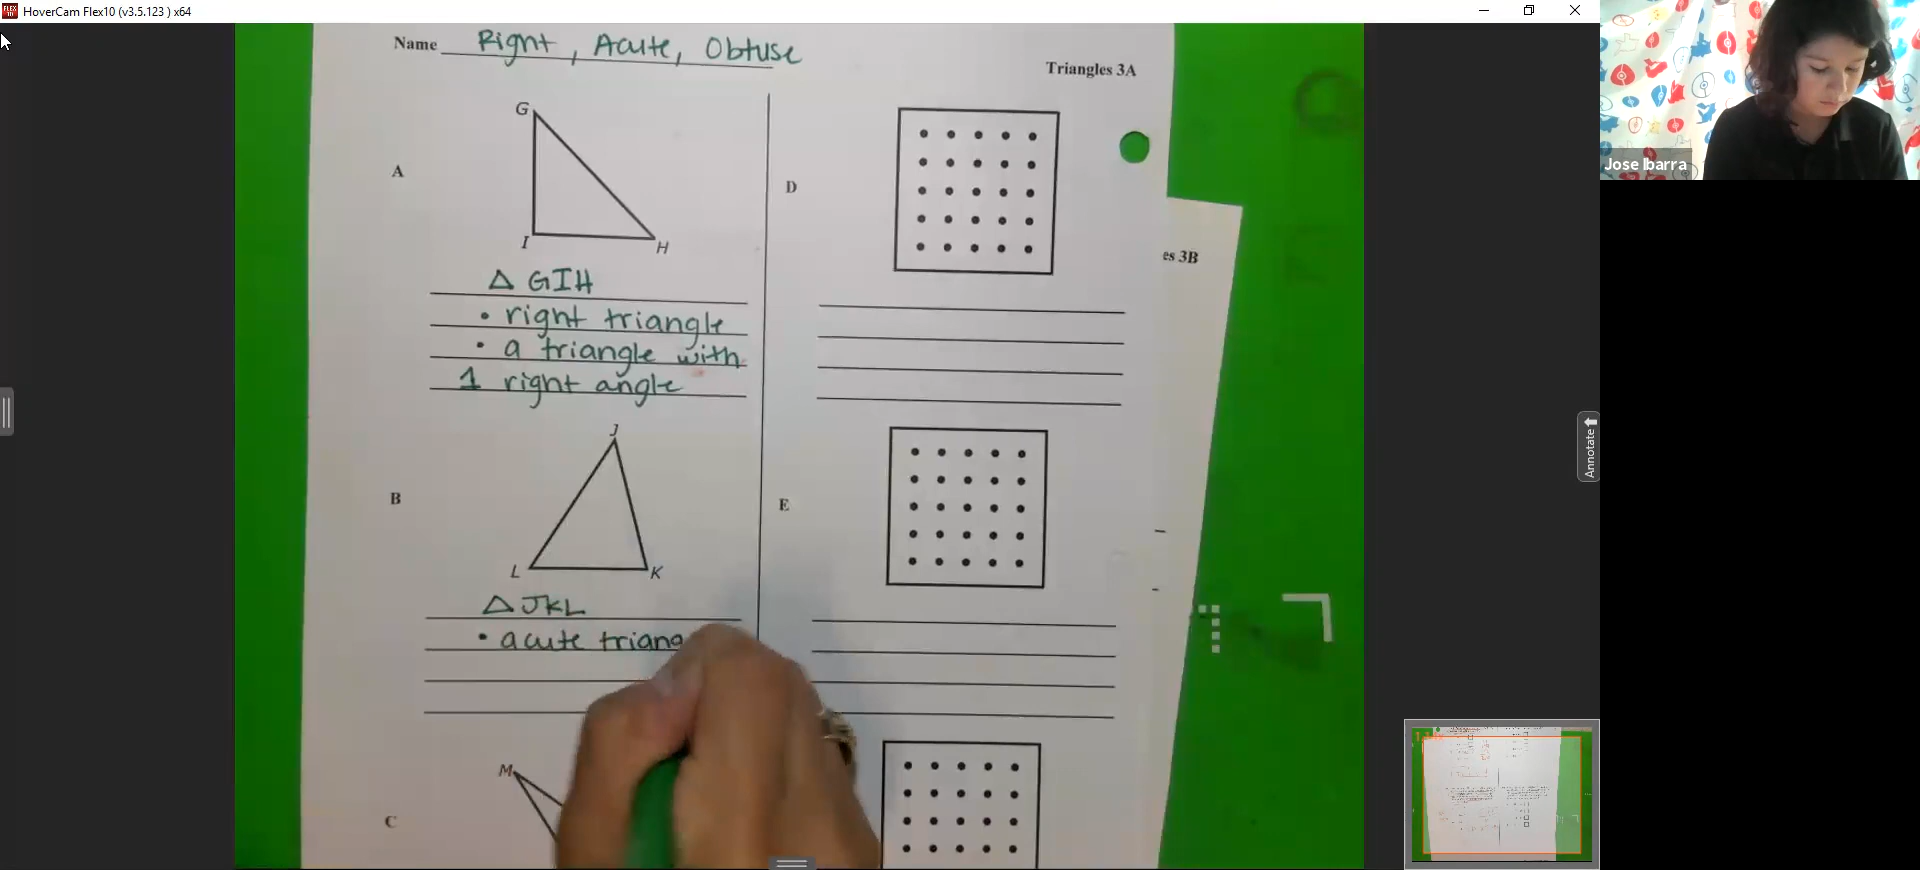 HoverCam Flex10 (v3.5.123 ) x64
Name Right, Acute, Obtuse
Triangles 3A
G
A
I
H
△ GIH
• right triangle
• a triangle with
1 right angle
J
B
L
K
△ JKL
• acute triang
M
C
D
E
es 3B
Annotate
Jose Ibarra